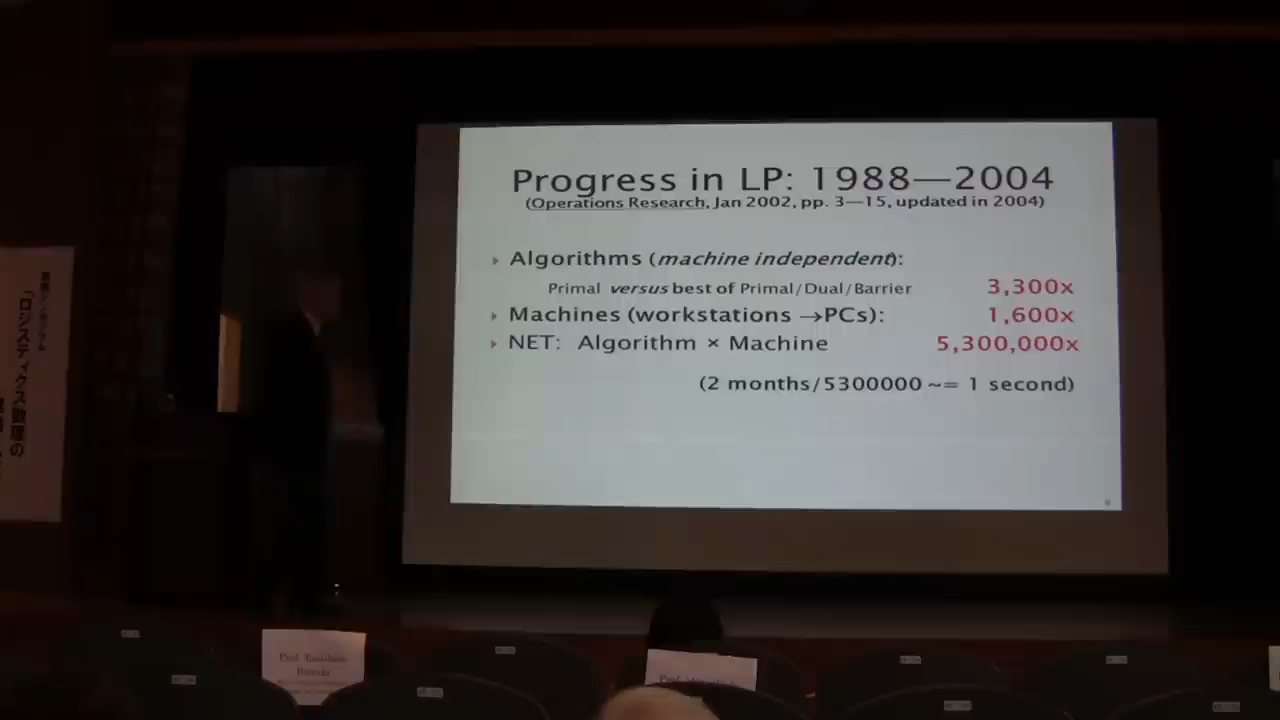 Progress in LP: 1988—2004
(Operations Research, Jan 2002, pp. 3—15, updated in 2004)
Algorithms (machine independent):
Primal versus best of Primal/Dual/Barrier 3,300x
Machines (workstations →PCs): 1,600x
NET: Algorithm × Machine 5,300,000x
(2 months/5300000 ~= 1 second)
「ロジスティクス
Prof.
Prof.